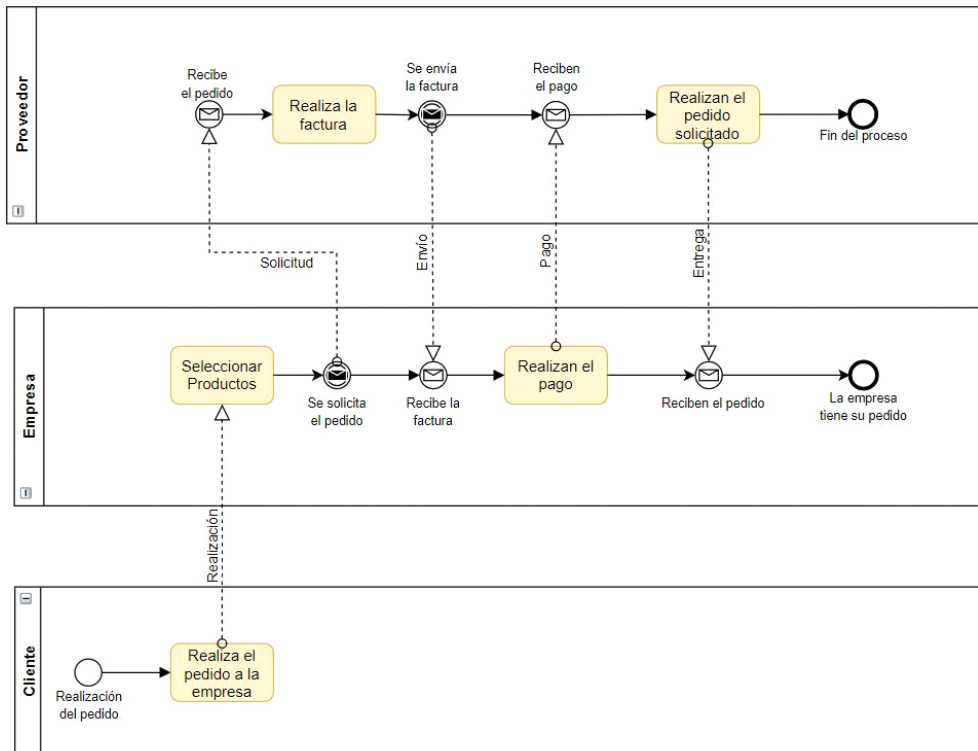 Proveedor
Recibe
el pedido
Realiza la
factura
Se envía
la factura
Reciben
el pago
Realizan el
pedido
solicitado
Fin del proceso
Solicitud
Envío
Pago
Entrega
Empresa
Seleccionar
Productos
Se solicita
el pedido
Recibe la
factura
Realizan el
pago
Reciben el pedido
La empresa
tiene su pedido
Realización
Cliente
Realización
del pedido
Realiza el
pedido a la
empresa